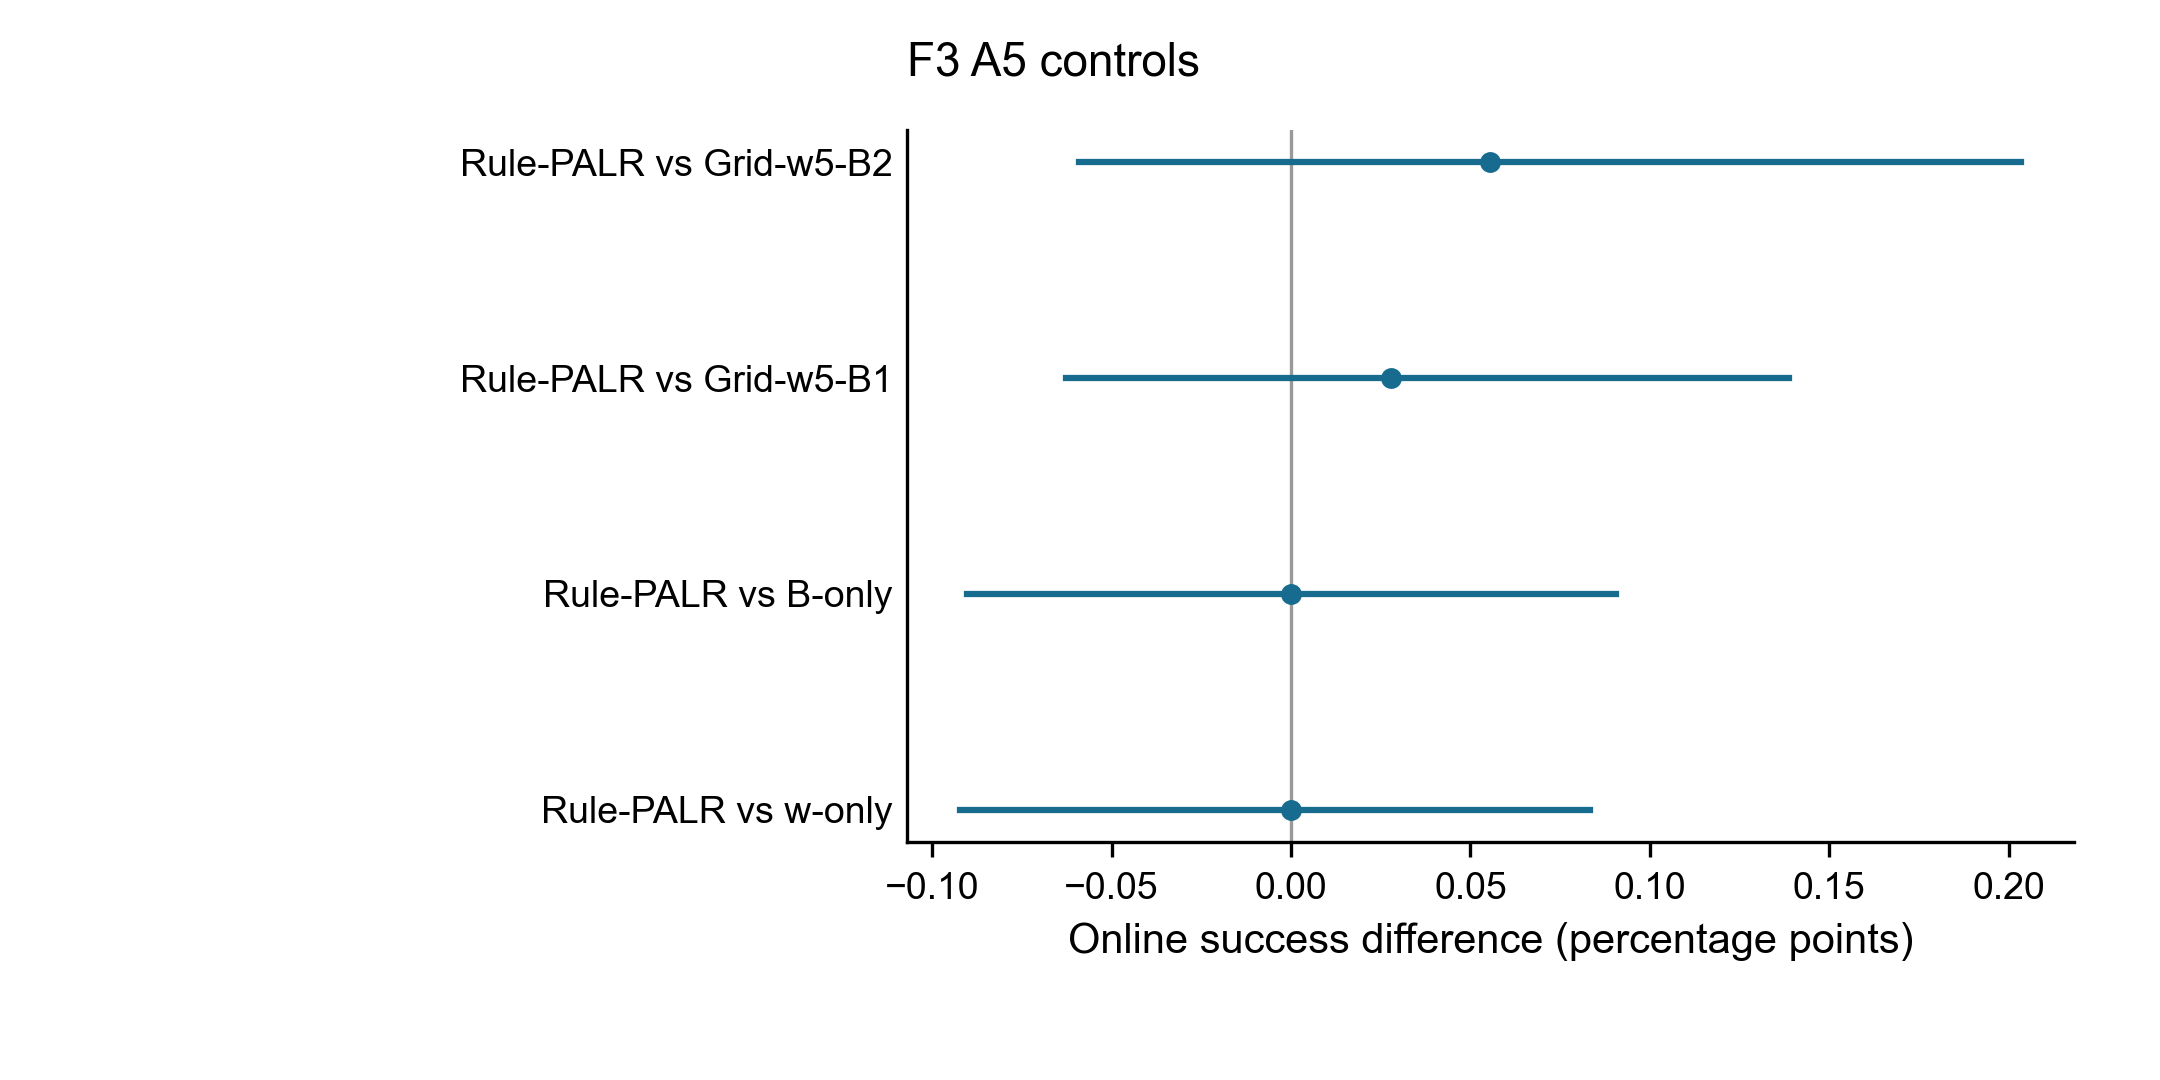 F3 A5 controls
Rule-PALR vs Grid-w5-B2
Rule-PALR vs Grid-w5-B1
Rule-PALR vs B-only
Rule-PALR vs w-only
−0.10 −0.05 0.00 0.05 0.10 0.15 0.20
Online success difference (percentage points)